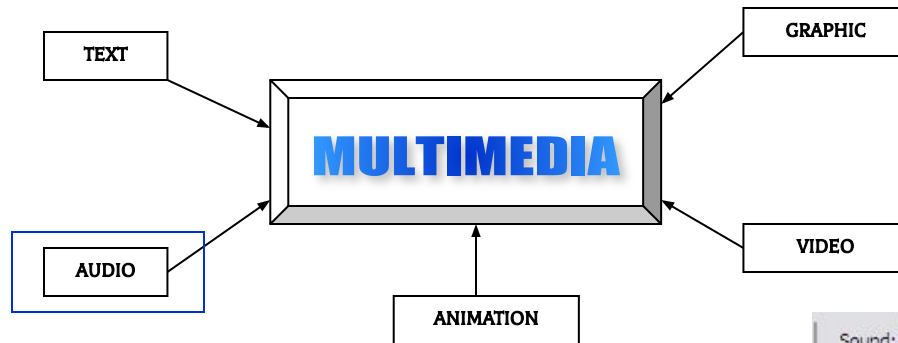 GRAPHIC
TEXT
MULTIMEDIA
AUDIO
VIDEO
ANIMATION
Sound: